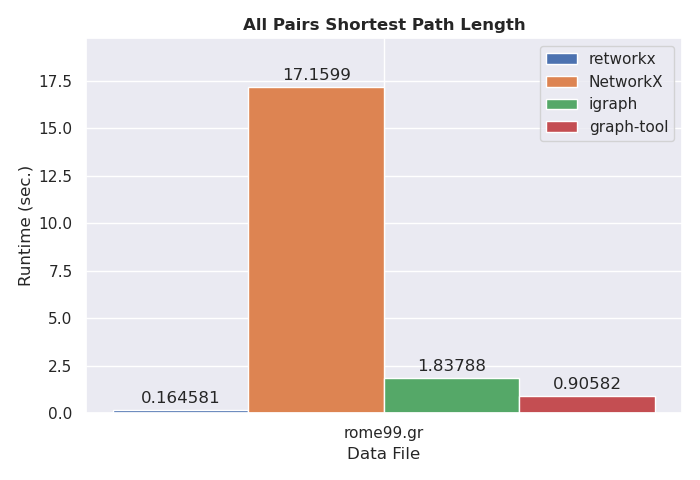 All Pairs Shortest Path Length
retworkx
NetworkX
igraph
graph-tool
17.1599
0.164581
1.83788
0.90582
17.5
15.0
12.5
10.0
7.5
5.0
2.5
0.0
Runtime (sec.)
rome99.gr
Data File